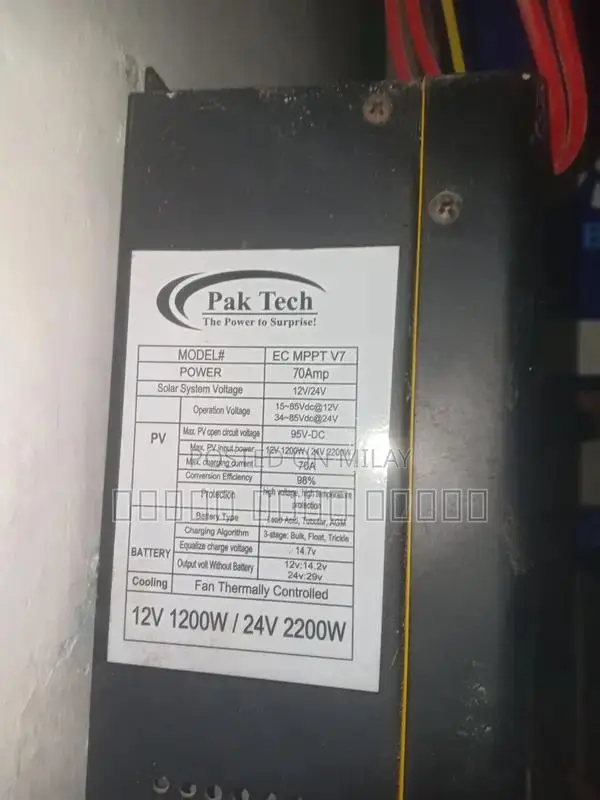 Pak Tech
The Power to Surprise!
MODEL# EC MPPT V7
POWER 70Amp
Solar System Voltage 12V/24V
PV
Operation Voltage 15~85Vdc@12V
34~85Vdc@24V
Max. PV open circuit voltage 95V-DC
Max. PV Input power 12V 1200W / 24V 2200W
Max. charging current 70A
Conversion Efficiency 98%
Protection high voltage, high temperature
protection
POSTED ON MILAY
BATTERY
Battery Type Lead Acid, Tubular, AGM
Charging Algorithm 3-stage: Bulk, Float, Trickle
Equalize charge voltage 14.7v
Output volt Without Battery 12v:14.2v
24v:29v
Cooling Fan Thermally Controlled
12V 1200W / 24V 2200W